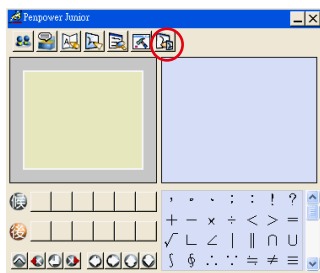 Penpower Junior
候
後
， 。 、 ； ： ！ ？
＋ － × ÷ ＜ ＞ ＝
√ ∟ ∠ ｜ ∥ ∩ ∪
∫ ∮ ∴ ∵ ≒ ≠ ≡